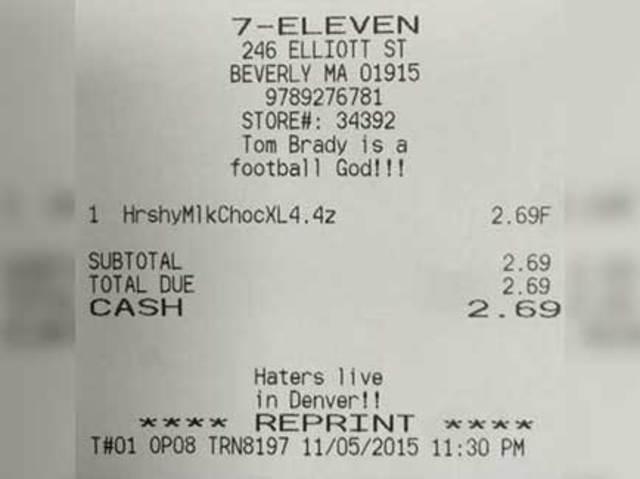 7-ELEVEN
246 ELLIOTT ST
BEVERLY MA 01915
9789276781
STORE#: 34392
Tom Brady is a
football God!!!
1 HrshyMlkChocXL4.4z 2.69F
SUBTOTAL 2.69
TOTAL DUE 2.69
CASH 2.69
Haters live
in Denver!!
**** REPRINT ****
T#01 OP08 TRN8197 11/05/2015 11:30 PM